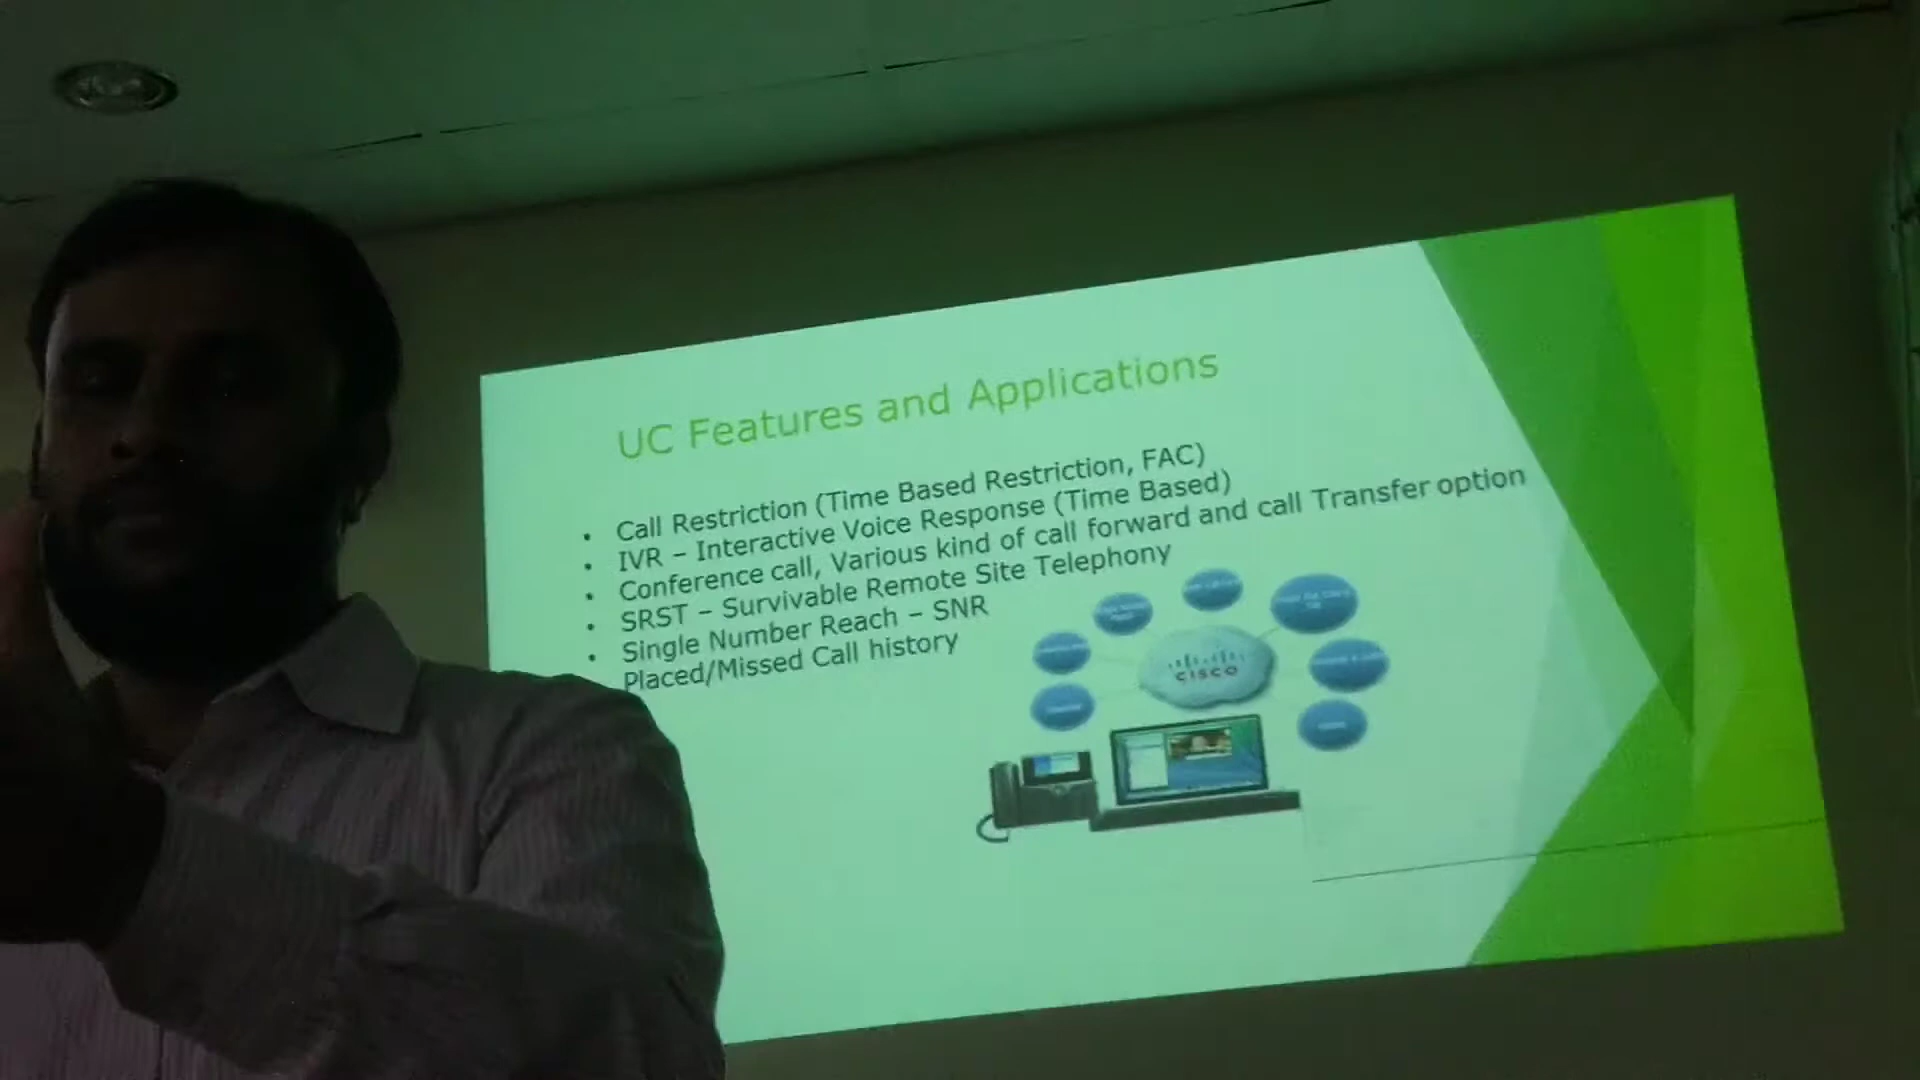 UC Features and Applications
• Call Restriction (Time Based Restriction, FAC)
• IVR – Interactive Voice Response (Time Based)
• Conference call, Various kind of call forward and call Transfer option
• SRST – Survivable Remote Site Telephony
• Single Number Reach – SNR
Placed/Missed Call history
CISCO